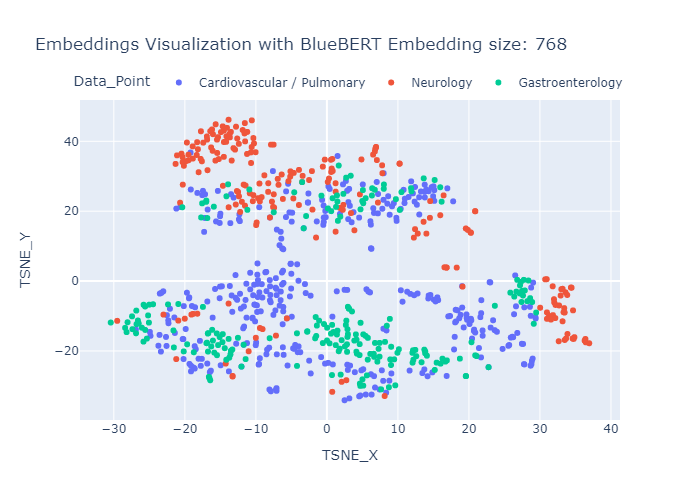 Embeddings Visualization with BlueBERT Embedding size: 768
Data_Point
Cardiovascular / Pulmonary
Neurology
Gastroenterology
40
20
0
−20
TSNE_Y
−30
−20
−10
0
10
20
30
40
TSNE_X